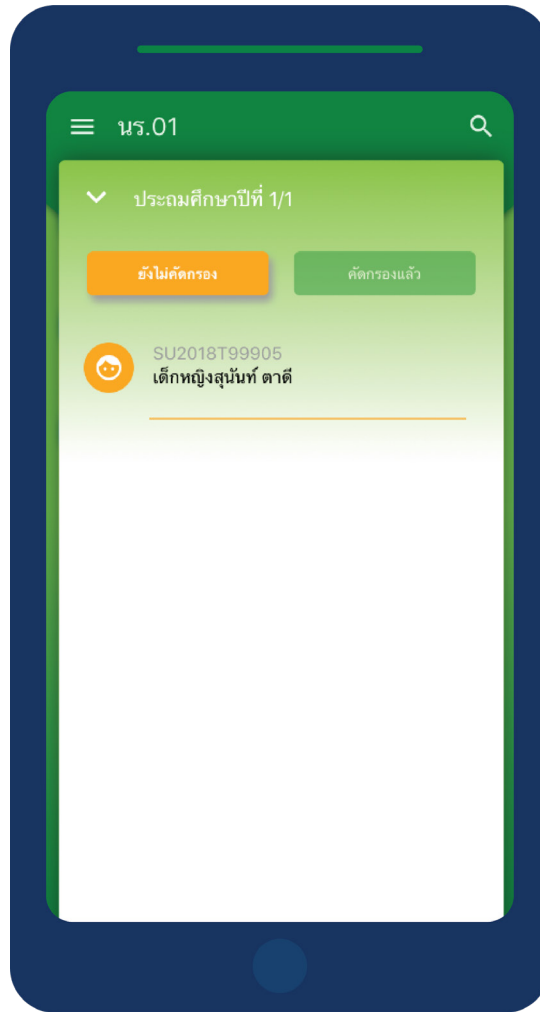 นร.01
ประถมศึกษาปีที่ 1/1
ยังไม่คัดกรอง
คัดกรองแล้ว
SU2018T99905
เด็กหญิงสุนันท์ ตาดี